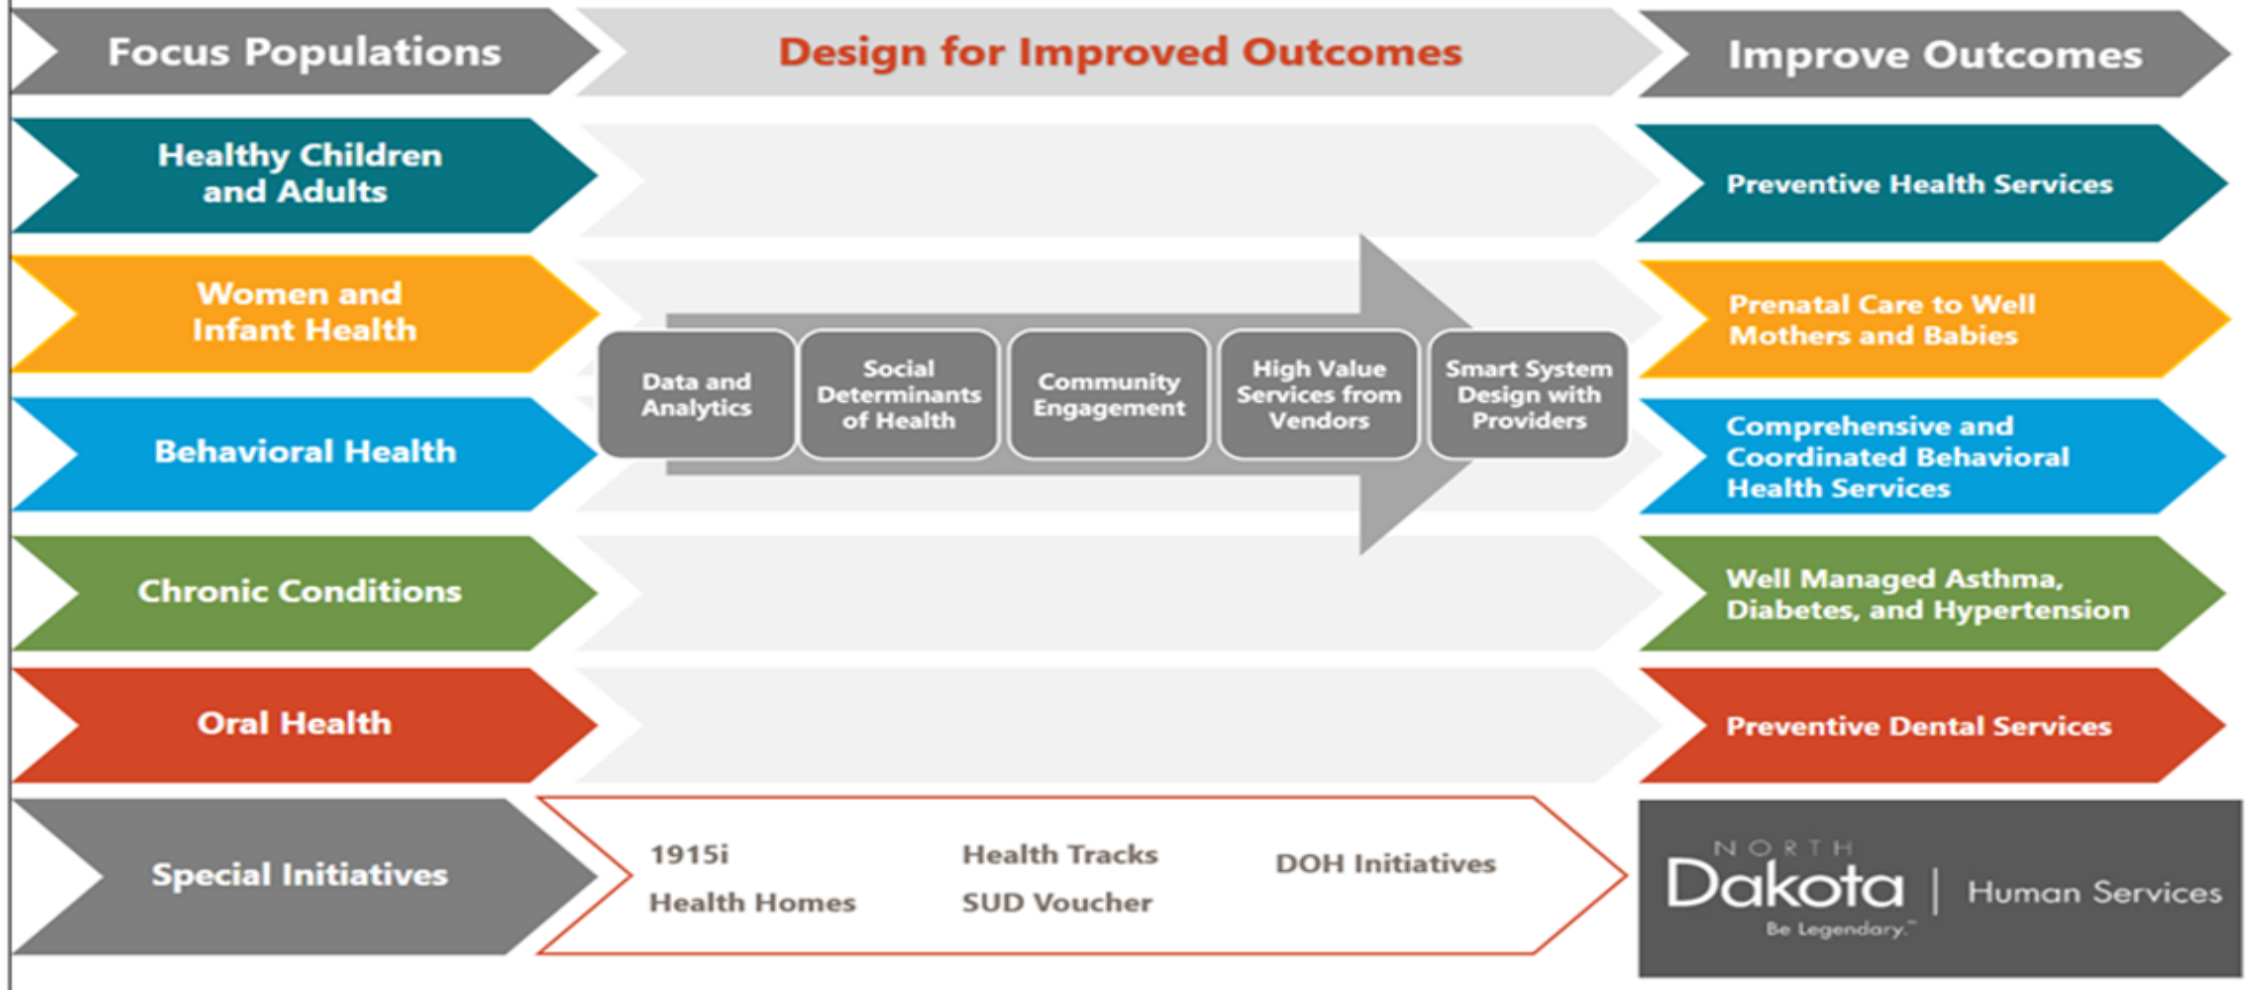 Focus Populations
Design for Improved Outcomes
Improve Outcomes
Healthy Children
and Adults
Preventive Health Services
Women and
Infant Health
Prenatal Care to Well
Mothers and Babies
Data and
Analytics
Social
Determinants
of Health
Community
Engagement
High Value
Services from
Vendors
Smart System
Design with
Providers
Behavioral Health
Comprehensive and
Coordinated Behavioral
Health Services
Chronic Conditions
Well Managed Asthma,
Diabetes, and Hypertension
Oral Health
Preventive Dental Services
Special Initiatives
1915i
Health Homes
Health Tracks
SUD Voucher
DOH Initiatives
NORTH
Dakota | Human Services
Be Legendary.™